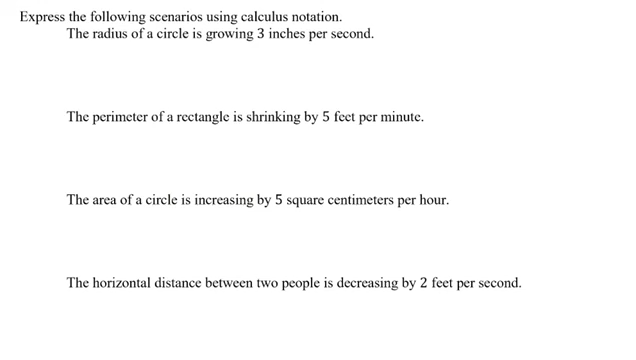 Express the following scenarios using calculus notation.
The radius of a circle is growing 3 inches per second.
The perimeter of a rectangle is shrinking by 5 feet per minute.
The area of a circle is increasing by 5 square centimeters per hour.
The horizontal distance between two people is decreasing by 2 feet per second.